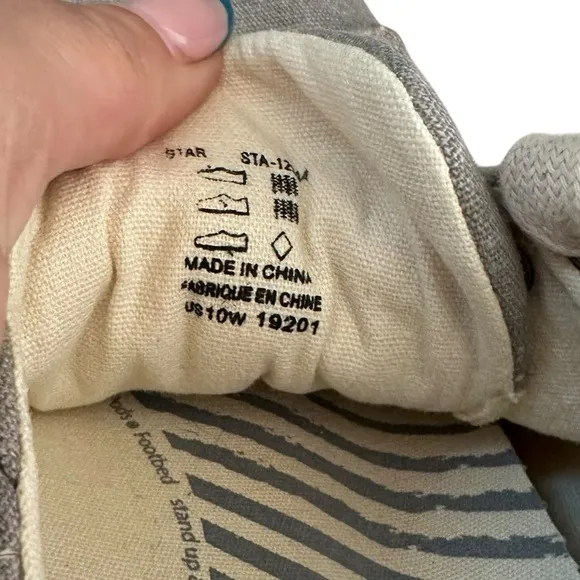 STAR STA-12
MADE IN CHINA
FABRIQUE EN CHINE
US10W 19201
Footbed
stand up